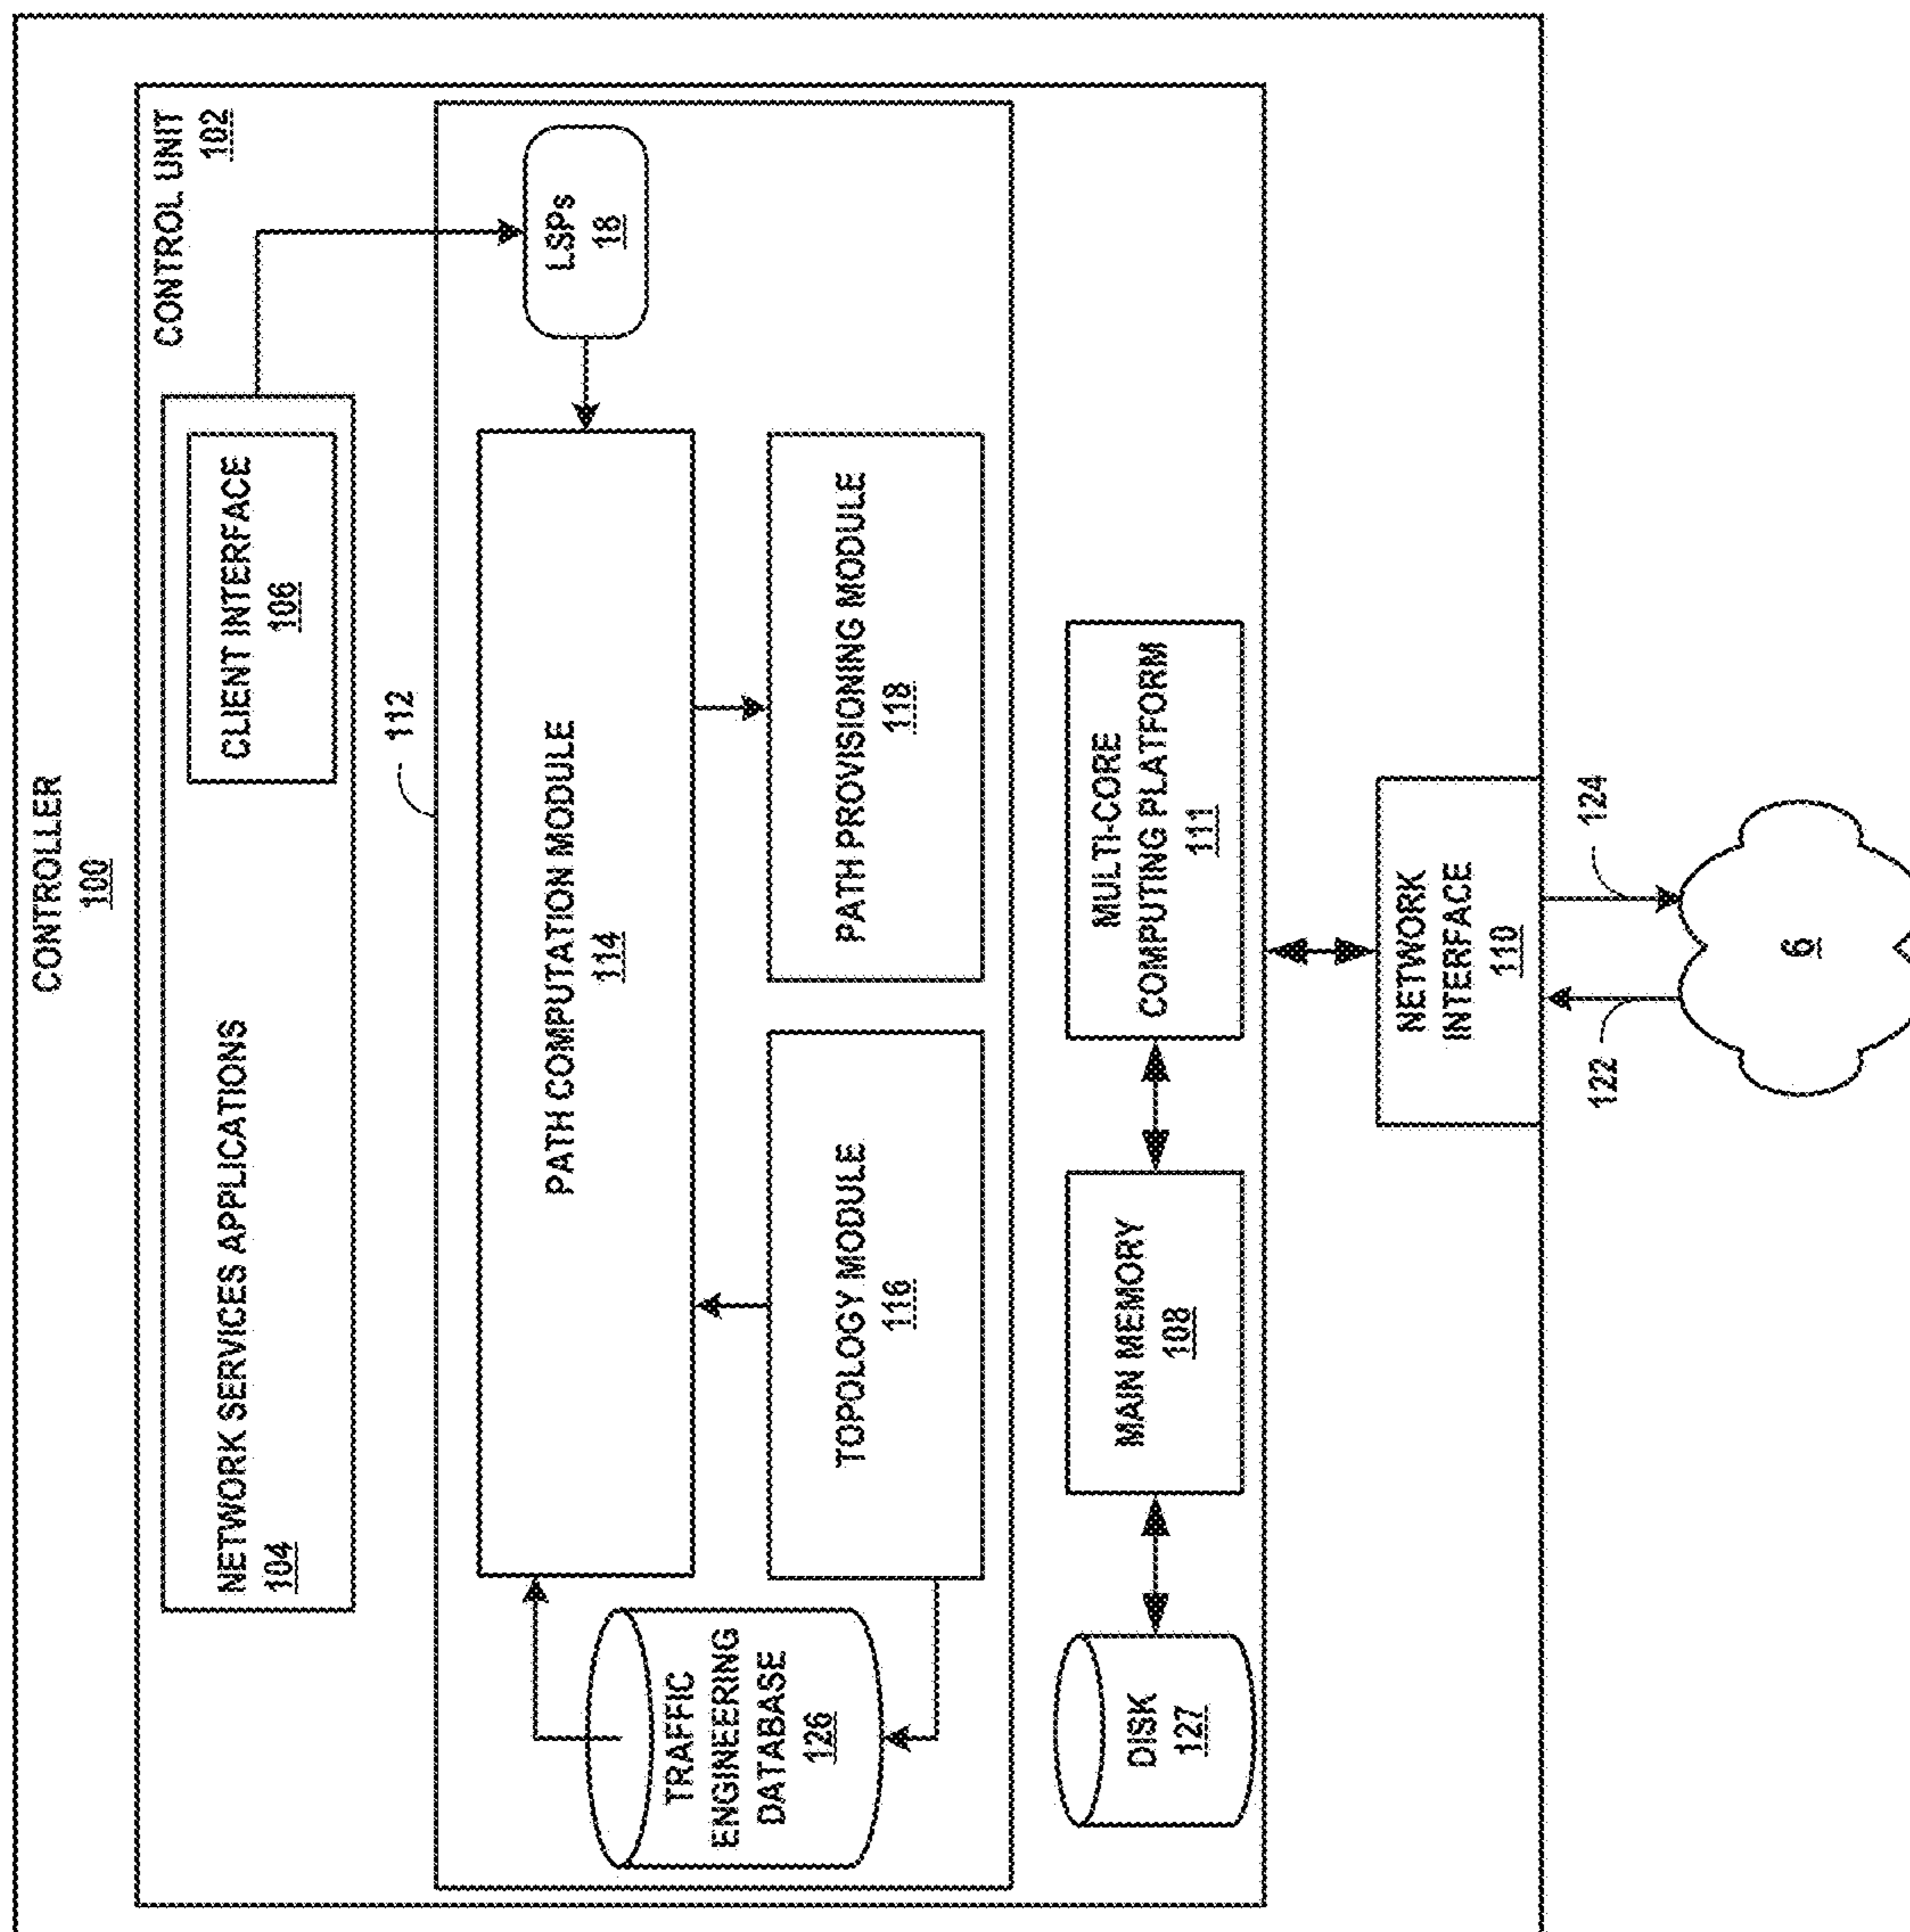 CONTROLLER
100
CONTROL UNIT
102
NETWORK SERVICES APPLICATIONS
104
CLIENT INTERFACE
106
112
LSPs
18
PATH COMPUTATION MODULE
114
TRAFFIC
ENGINEERING
DATABASE
126
TOPOLOGY MODULE
116
PATH PROVISIONING MODULE
118
DISK
127
MAIN MEMORY
108
MULTI-CORE
COMPUTING PLATFORM
111
NETWORK
INTERFACE
110
122
124
6